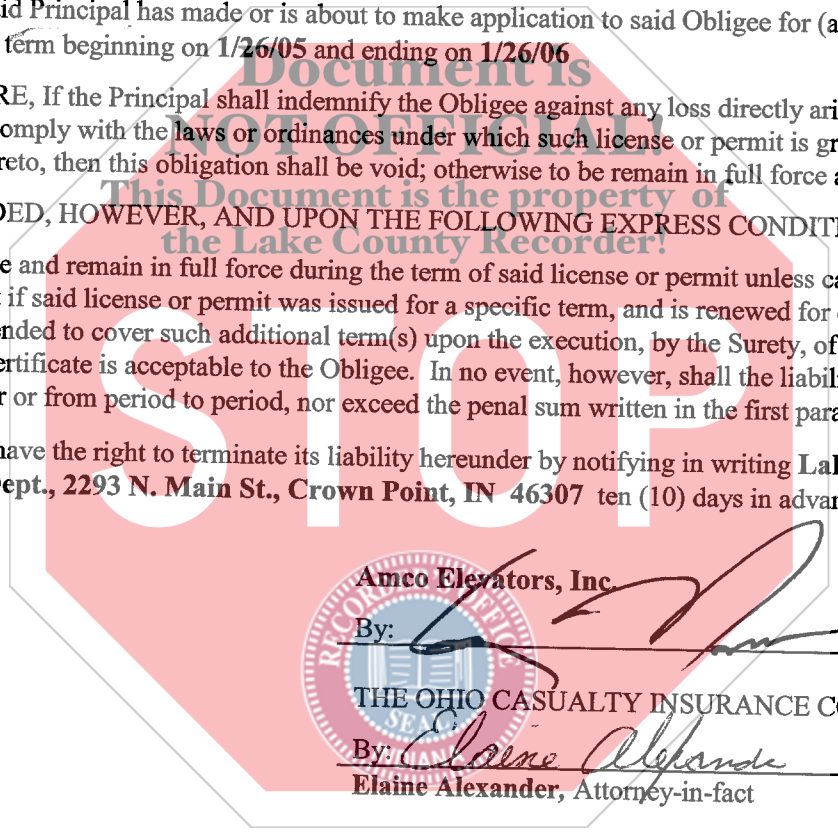 id Principal has made or is about to make application to said Obligee for (a
term beginning on 1/26/05 and ending on 1/26/06
Document is
RE, If the Principal shall indemnify the Obligee against any loss directly ari
NOT OFFICIAL!
omply with the laws or ordinances under which such license or permit is gr
reto, then this obligation shall be void; otherwise to be remain in full force a
This Document is the property of
DED, HOWEVER, AND UPON THE FOLLOWING EXPRESS CONDITI
the Lake County Recorder!
e and remain in full force during the term of said license or permit unless ca
if said license or permit was issued for a specific term, and is renewed for
nded to cover such additional term(s) upon the execution, by the Surety, of
ertificate is acceptable to the Obligee. In no event, however, shall the liabili
r or from period to period, nor exceed the penal sum written in the first para
STOP
have the right to terminate its liability hereunder by notifying in writing Lal
ept., 2293 N. Main St., Crown Point, IN 46307 ten (10) days in advan
Amco Elevators, Inc.
By:
RECORDER'S OFFICE
THE OHIO CASUALTY INSURANCE CO
SEAL
By: Elaine Alexander
Elaine Alexander, Attorney-in-fact